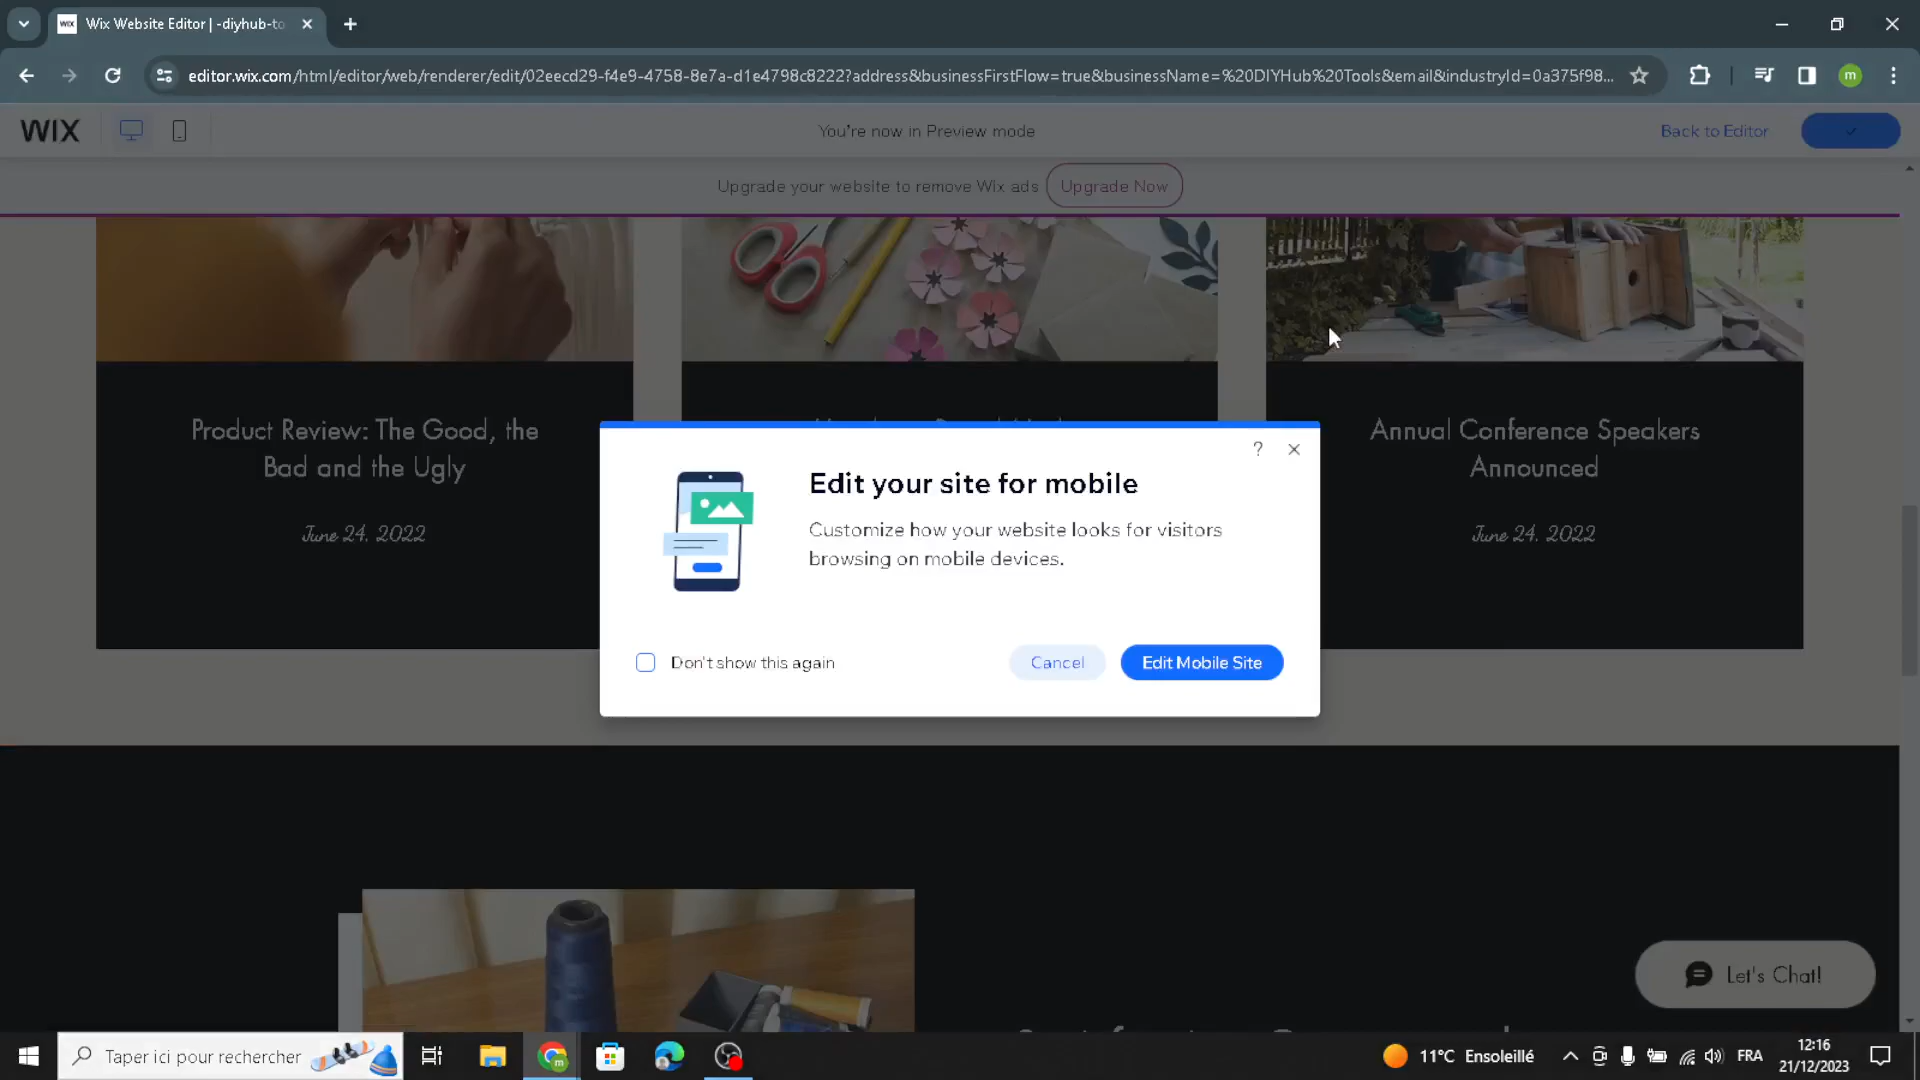 WIX
Wix Website Editor | -diyhub-to
editor.wix.com/html/editor/web/renderer/edit/02eecd29-f4e9-4758-8e7a-d1e4798c8222?address&businessFirstFlow=true&businessName=%20DIYHub%20Tools&email&industryId=0a375f98...
m
WIX
You're now in Preview mode
Back to Editor
Upgrade your website to remove Wix ads
Upgrade Now
Product Review: The Good, the
Bad and the Ugly
June 24, 2022
Annual Conference Speakers
Announced
June 24, 2022
?
Edit your site for mobile
Customize how your website looks for visitors
browsing on mobile devices.
Don't show this again
Cancel
Edit Mobile Site
Let's Chat!
Taper ici pour rechercher
m
11°C Ensoleillé
FRA
12:16
21/12/2023